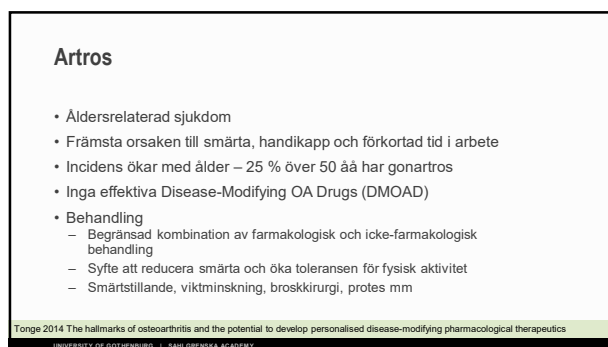 Artros
• Åldersrelaterad sjukdom
• Främsta orsaken till smärta, handikapp och förkortad tid i arbete
• Incidens ökar med ålder – 25 % över 50 åå har gonartros
• Inga effektiva Disease-Modifying OA Drugs (DMOAD)
• Behandling
– Begränsad kombination av farmakologisk och icke-farmakologisk
behandling
– Syfte att reducera smärta och öka toleransen för fysisk aktivitet
– Smärtstillande, viktminskning, broskkirurgi, protes mm
Tonge 2014 The hallmarks of osteoarthritis and the potential to develop personalised disease-modifying pharmacological therapeutics
UNIVERSITY OF GOTHENBURG | SAHLGRENSKA ACADEMY